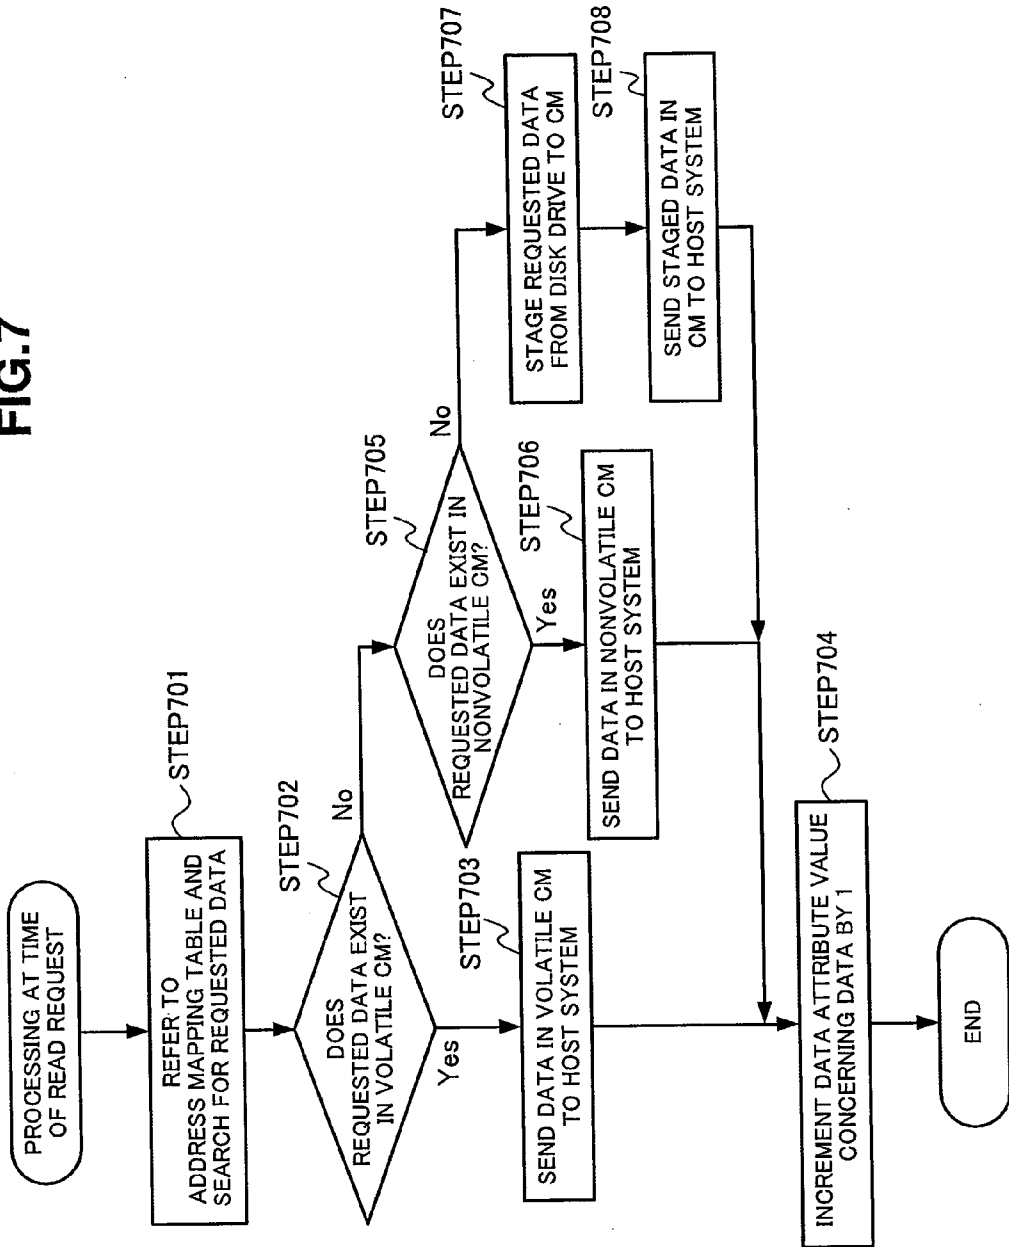 FIG.7
PROCESSING AT TIME
OF READ REQUEST
REFER TO
ADDRESS MAPPING TABLE AND
SEARCH FOR REQUESTED DATA
STEP701
DOES
REQUESTED DATA EXIST
IN VOLATILE CM?
STEP702
No
Yes
SEND DATA IN VOLATILE CM
TO HOST SYSTEM
STEP703
DOES
REQUESTED DATA EXIST IN
NONVOLATILE CM?
STEP705
No
Yes
SEND DATA IN NONVOLATILE CM
TO HOST SYSTEM
STEP706
STAGE REQUESTED DATA
FROM DISK DRIVE TO CM
STEP707
SEND STAGED DATA IN
CM TO HOST SYSTEM
STEP708
INCREMENT DATA ATTRIBUTE VALUE
CONCERNING DATA BY 1
STEP704
END